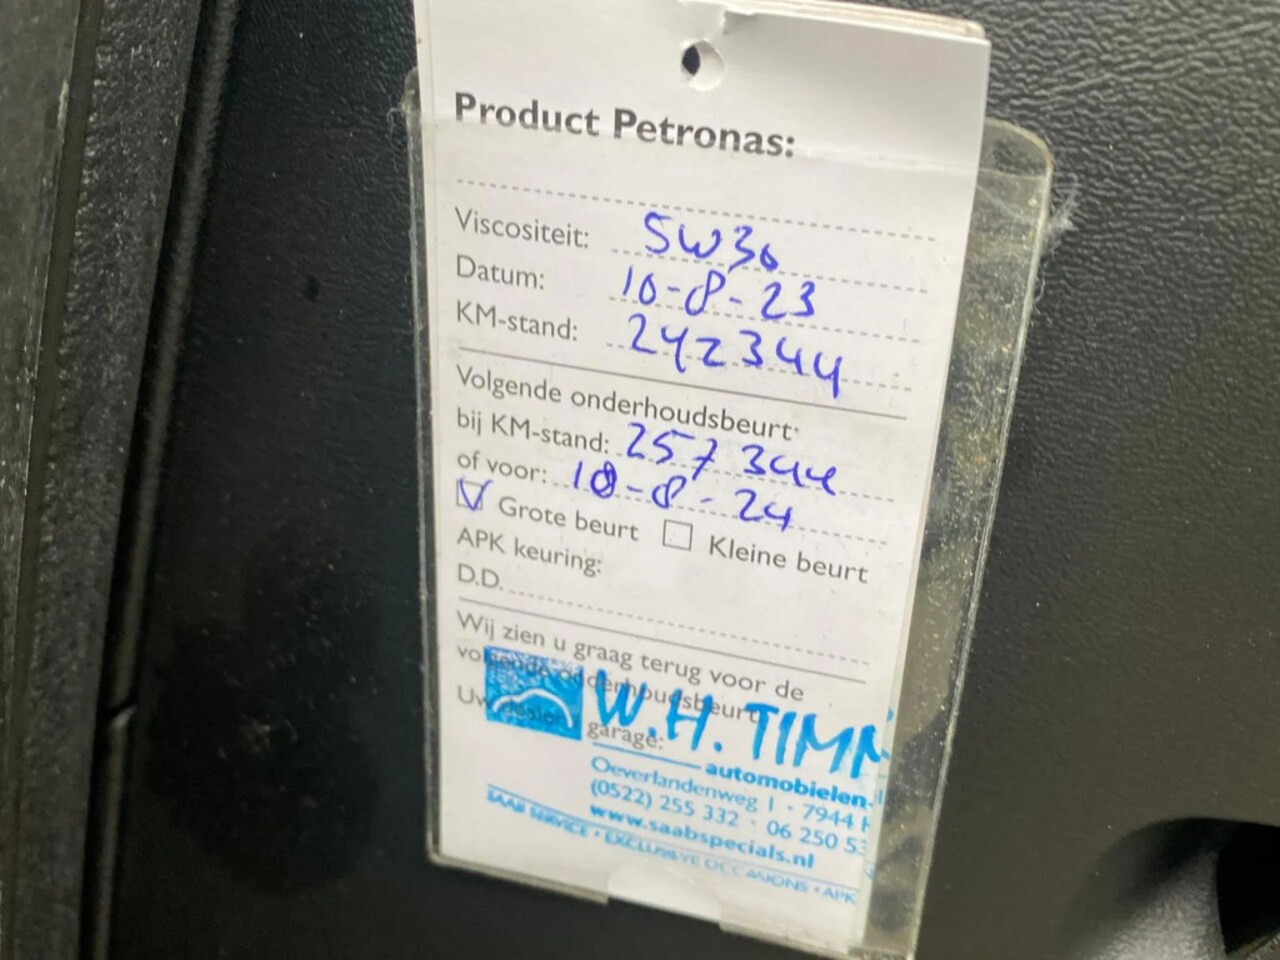 Product Petronas:
Viscositeit: 5W30
Datum: 10-8-23
KM-stand: 242344
Volgende onderhoudsbeurt:
bij KM-stand: 257344
of voor: 10-8-24
Grote beurt Kleine beurt
APK keuring:
D.D.
Wij zien u graag terug voor de
volgende onderhoudsbeurt
Uw dealer/garage:
W.H. TIMM
automobielen
Oeverlandenweg 1 · 7944
(0522) 255 332 · 06 250
www.saabspecials.nl
SAAB SERVICE · EXCLUSIEVE OCCASIONS · APK